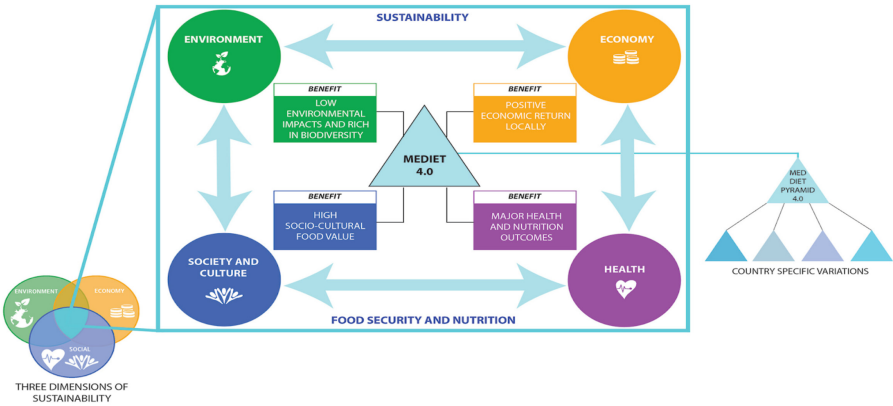 SUSTAINABILITY
ENVIRONMENT
ECONOMY
BENEFIT
LOW
ENVIRONMENTAL
IMPACTS AND RICH
IN BIODIVERSITY
BENEFIT
POSITIVE
ECONOMIC RETURN
LOCALLY
MEDIET
4.0
BENEFIT
HIGH
SOCIO-CULTURAL
FOOD VALUE
BENEFIT
MAJOR HEALTH
AND NUTRITION
OUTCOMES
SOCIETY AND
CULTURE
HEALTH
FOOD SECURITY AND NUTRITION
MED
DIET
PYRAMID
4.0
COUNTRY SPECIFIC VARIATIONS
ENVIRONMENT
ECONOMY
SOCIAL
THREE DIMENSIONS OF
SUSTAINABILITY